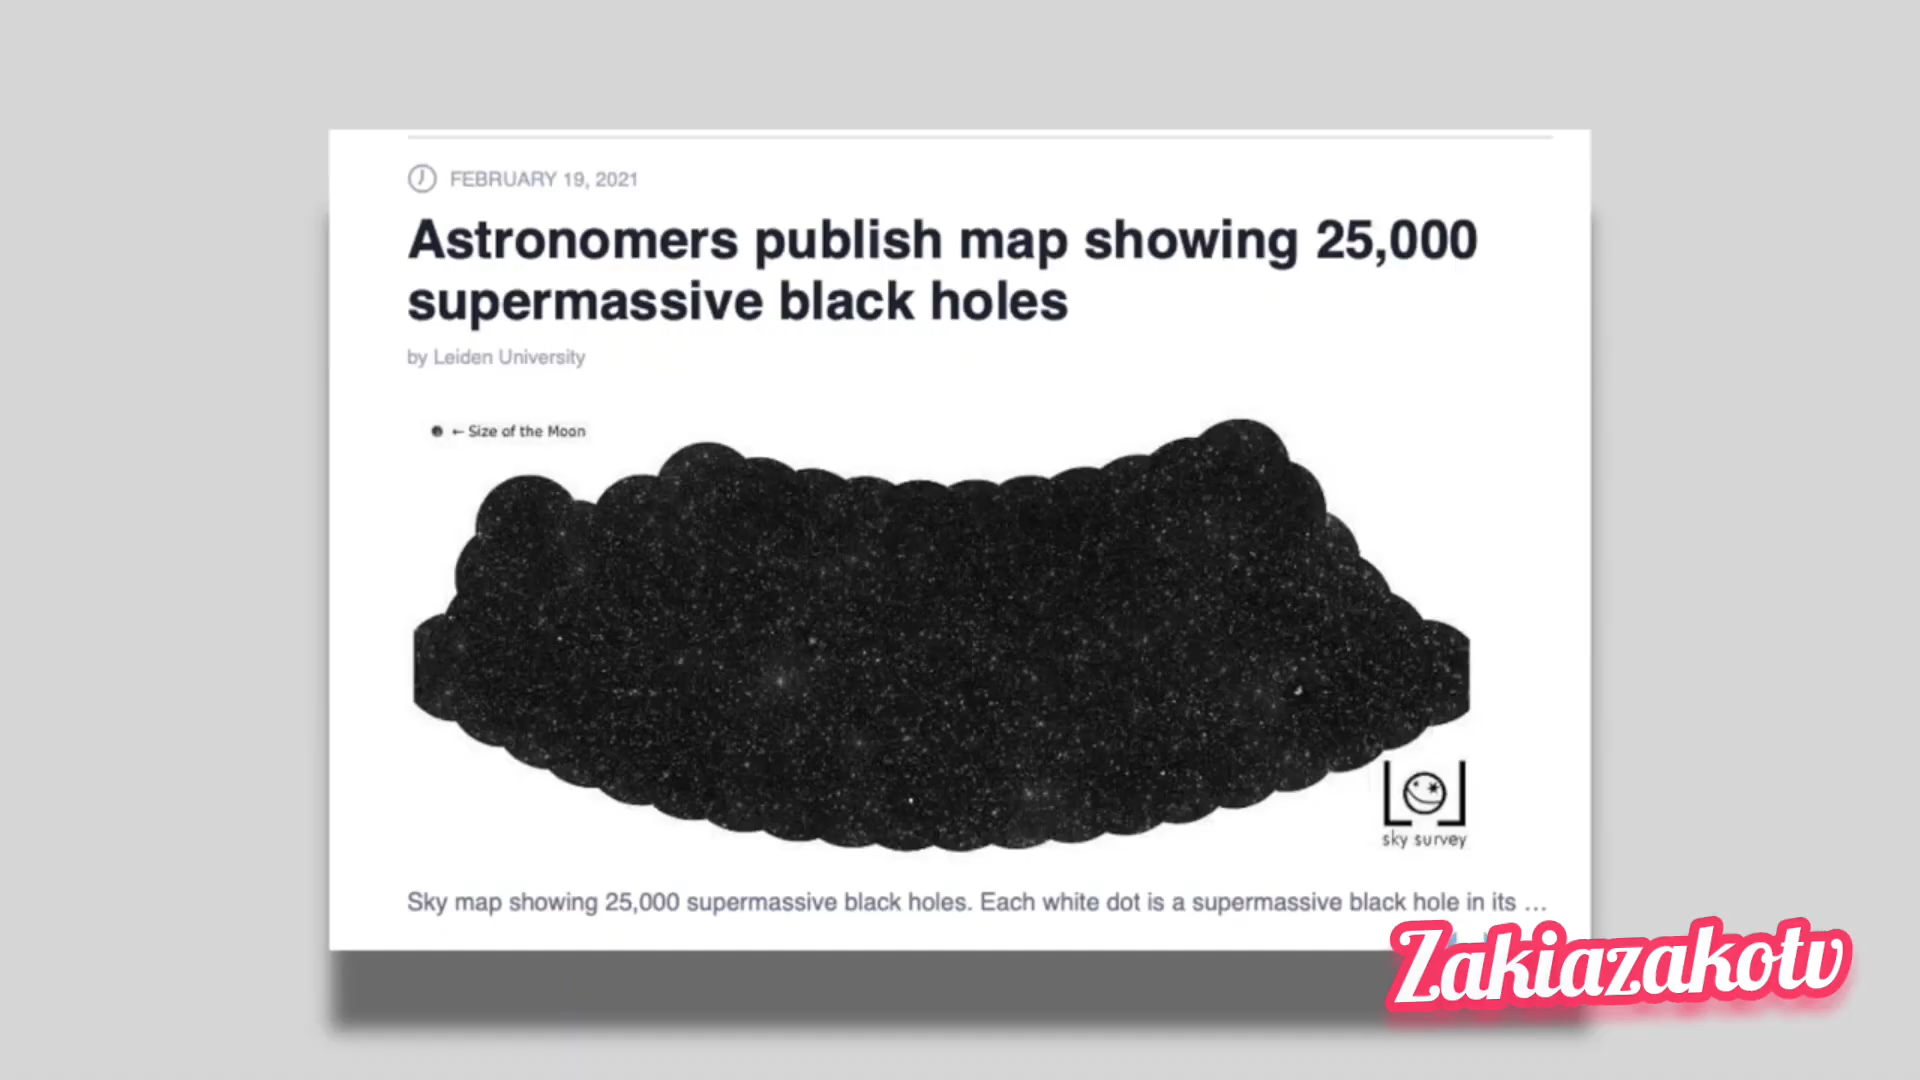 FEBRUARY 19, 2021
Astronomers publish map showing 25,000
supermassive black holes
by Leiden University
← Size of the Moon
sky survey
Sky map showing 25,000 supermassive black holes. Each white dot is a supermassive black hole in its ...
Zakiazakotv